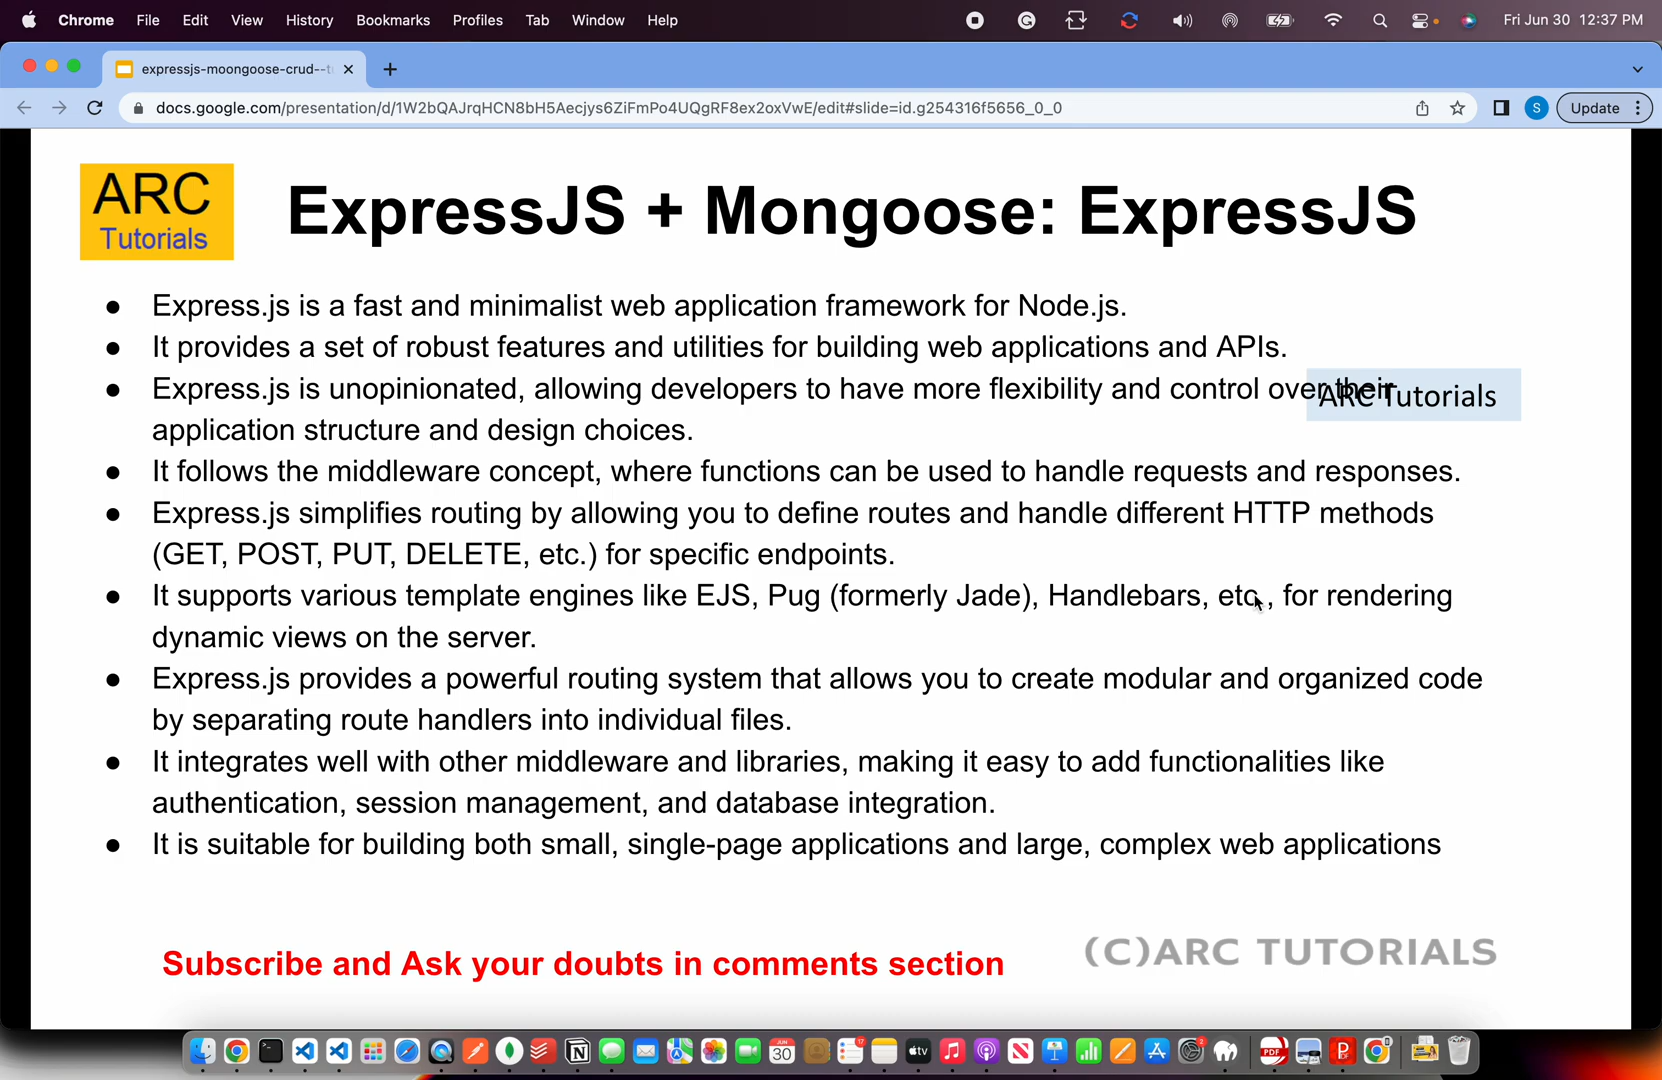 Chrome File Edit View History Bookmarks Profiles Tab Window Help Fri Jun 30 12:37 PM
expressjs-moongoose-crud--
docs.google.com/presentation/d/1W2bQAJrqHCN8bH5Aecjys6ZiFmPo4UQgRF8ex2oxVwE/edit#slide=id.g254316f5656_0_0 S Update
ARC
Tutorials
ExpressJS + Mongoose: ExpressJS
● Express.js is a fast and minimalist web application framework for Node.js.
● It provides a set of robust features and utilities for building web applications and APIs.
● Express.js is unopinionated, allowing developers to have more flexibility and control over their
ARC Tutorials
application structure and design choices.
● It follows the middleware concept, where functions can be used to handle requests and responses.
● Express.js simplifies routing by allowing you to define routes and handle different HTTP methods
(GET, POST, PUT, DELETE, etc.) for specific endpoints.
● It supports various template engines like EJS, Pug (formerly Jade), Handlebars, etc., for rendering
dynamic views on the server.
● Express.js provides a powerful routing system that allows you to create modular and organized code
by separating route handlers into individual files.
● It integrates well with other middleware and libraries, making it easy to add functionalities like
authentication, session management, and database integration.
● It is suitable for building both small, single-page applications and large, complex web applications
Subscribe and Ask your doubts in comments section
(C)ARC TUTORIALS
JUN
30
17
tv
2
PDF